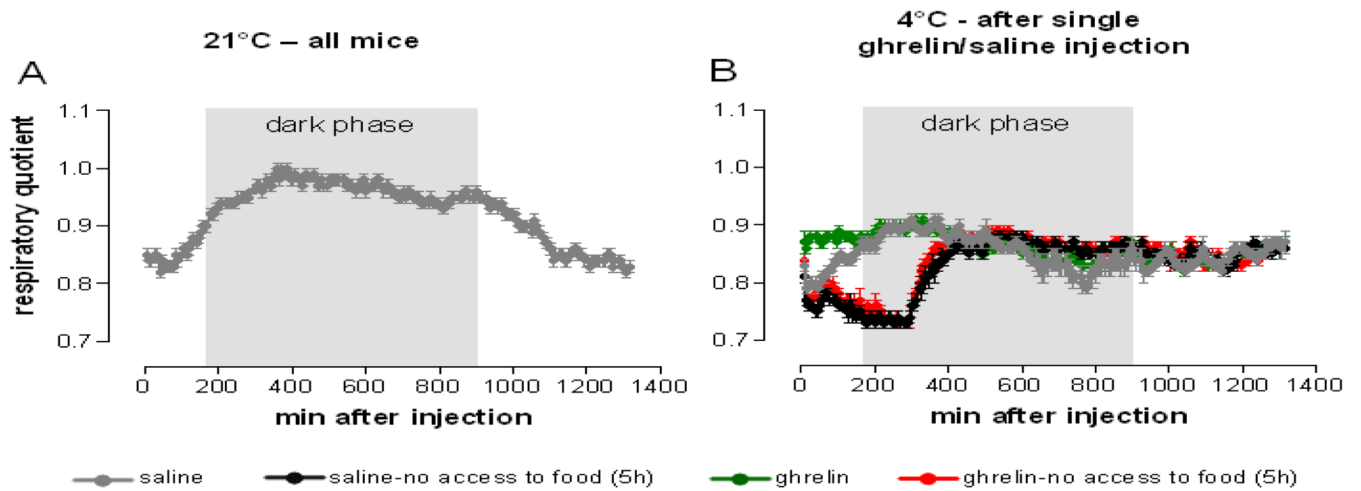 21°C – all mice
4°C - after single
ghrelin/saline injection
A
B
respiratory quotient
1.1
1.0
0.9
0.8
0.7
dark phase
0 200 400 600 800 1000 1200 1400
min after injection
1.1
1.0
0.9
0.8
0.7
dark phase
0 200 400 600 800 1000 1200 1400
min after injection
saline saline-no access to food (5h) ghrelin ghrelin-no access to food (5h)